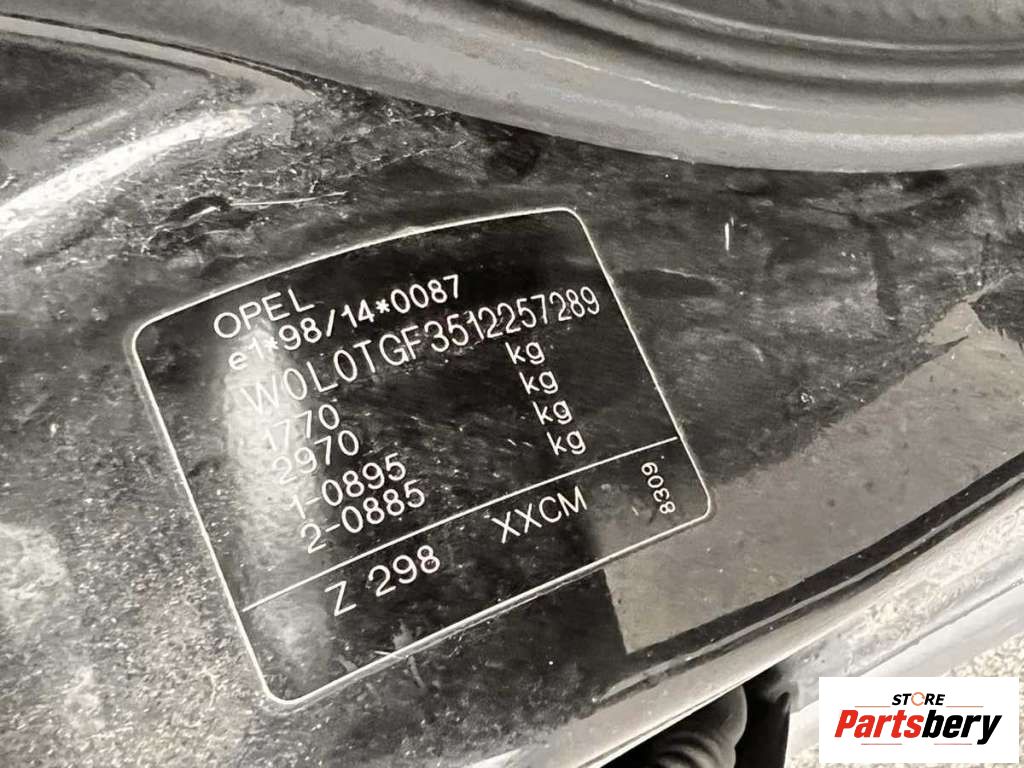 OPEL
e1*98/14*0087
W0L0TGF3512257289
1770 kg
2970 kg
1-0895 kg
2-0885 kg
Z 298 XXCM 8309
STORE
Partsbery